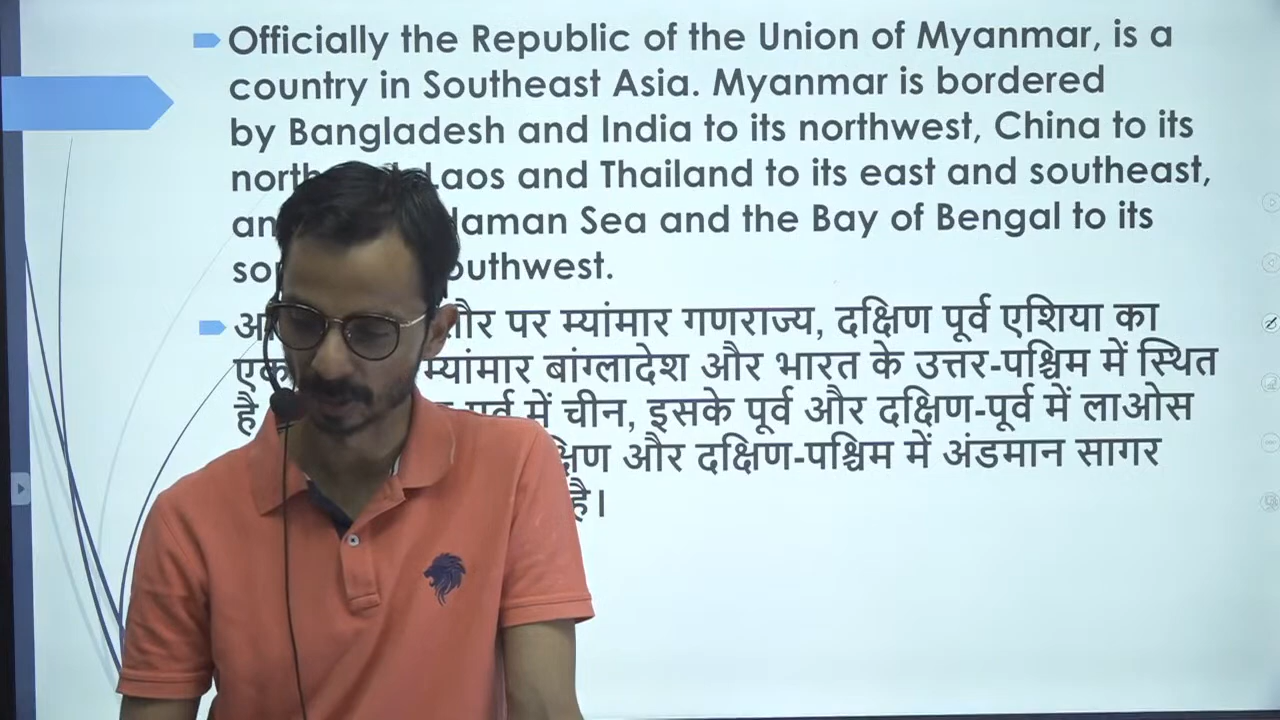 Officially the Republic of the Union of Myanmar, is a
country in Southeast Asia. Myanmar is bordered
by Bangladesh and India to its northwest, China to its
Laos and Thailand to its east and southeast,
Sea and the Bay of Bengal to its
पर म्यांमार गणराज्य, दक्षिण पूर्व एशिया का
म्यांमार बांग्लादेश और भारत के उत्तर-पश्चिम में स्थित
है
में चीन, इसके पूर्व और दक्षिण-पूर्व में लाओस
और दक्षिण-पश्चिम में अंडमान सागर
है।